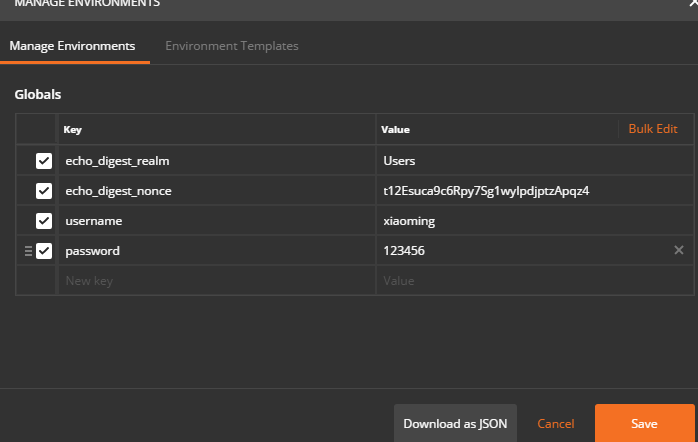 MANAGE ENVIRONMENTS
Manage Environments Environment Templates
Globals
Key Value Bulk Edit
echo_digest_realm Users
echo_digest_nonce t12Esuca9c6Rpy7Sg1wylpdjptzApqz4
username xiaoming
password 123456
New key Value
Download as JSON Cancel Save